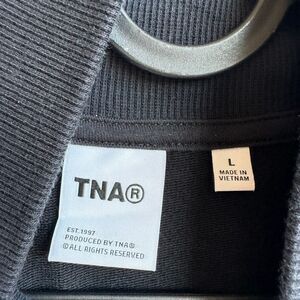 TNA®
EST.1997
PRODUCED BY TNA®
©ALL RIGHTS RESERVED
L
MADE IN
VIETNAM